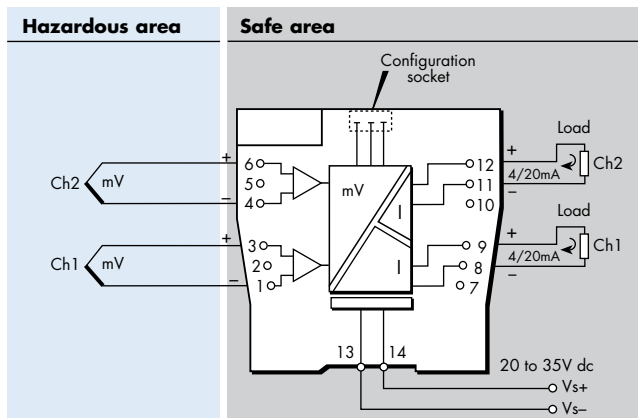 Hazardous area
Safe area
Configuration
socket
Load
+
6
12
Ch2
mV
5
mV
11
4/20mA
Ch2
–
4
I
10
–
Load
+
3
9
+
Ch1
mV
2
I
8
4/20mA
Ch1
–
1
7
–
13
14
20 to 35V dc
Vs+
Vs–